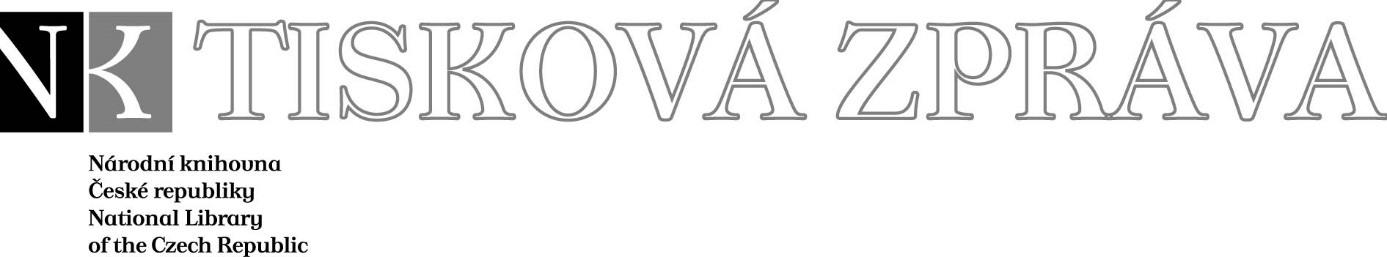 NK TISKOVÁ ZPRÁVA
Národní knihovna
České republiky
National Library
of the Czech Republic